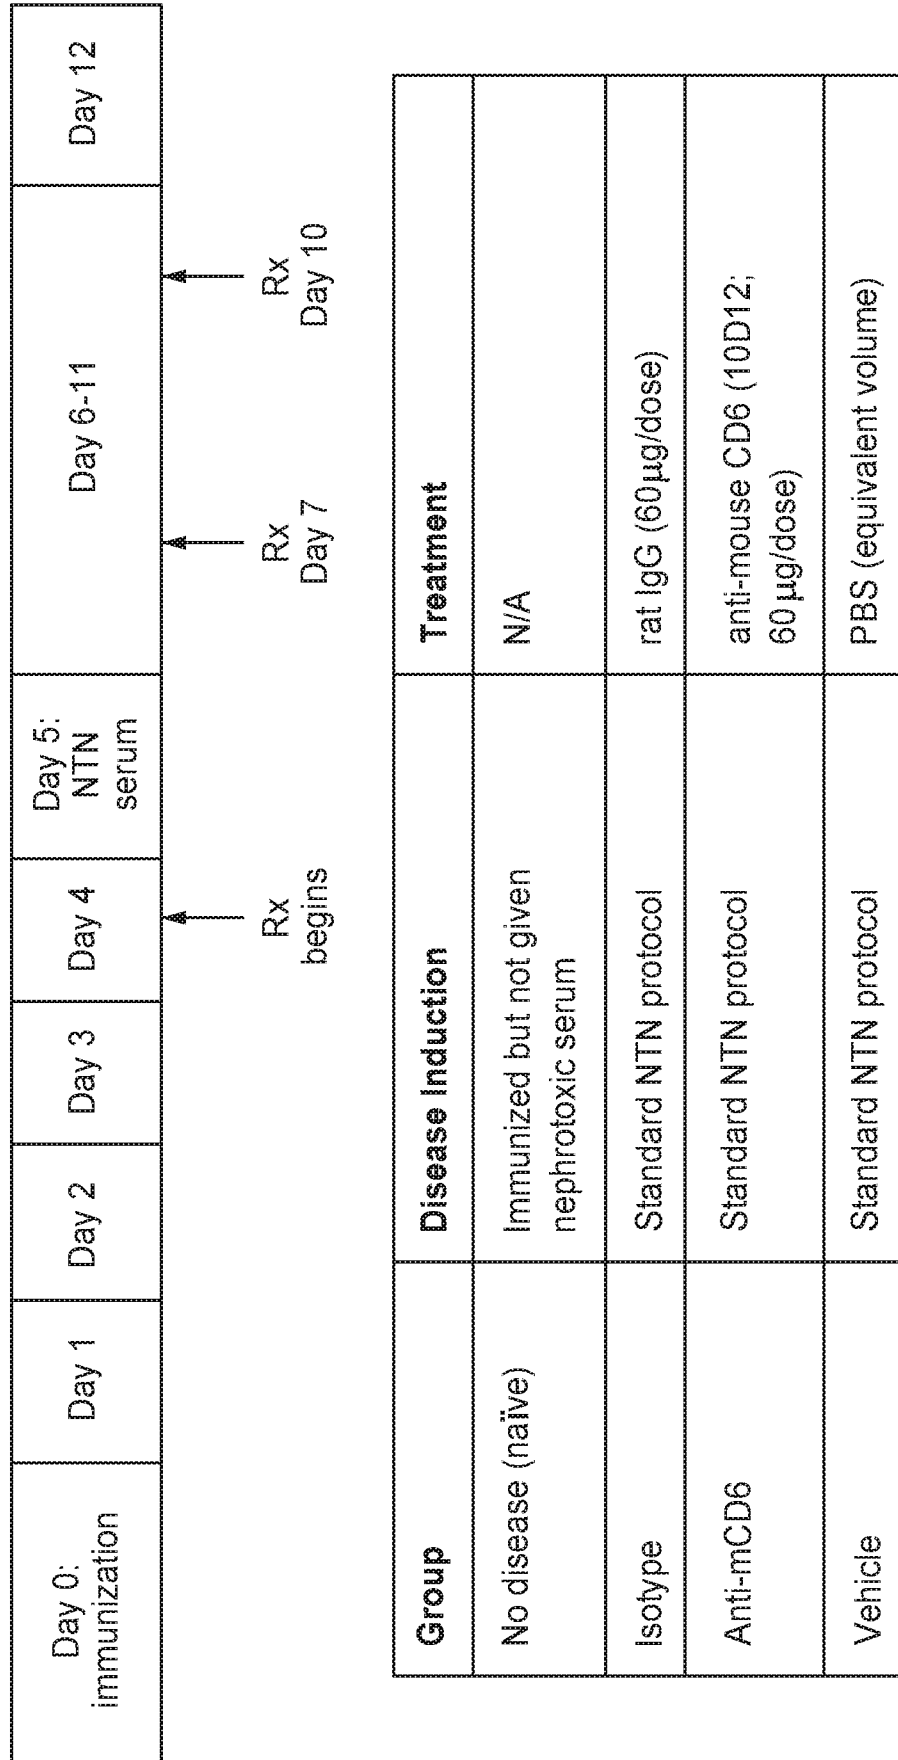 Day 0:
immunization
Day 1
Day 2
Day 3
Day 4
Day 5:
NTN
serum
Day 6-11
Day 12
Rx
begins
Rx
Day 7
Rx
Day 10
Group
Disease Induction
Treatment
No disease (naïve)
Immunized but not given
nephrotoxic serum
N/A
Isotype
Standard NTN protocol
rat IgG (60µg/dose)
Anti-mCD6
Standard NTN protocol
anti-mouse CD6 (10D12;
60 µg/dose)
Vehicle
Standard NTN protocol
PBS (equivalent volume)